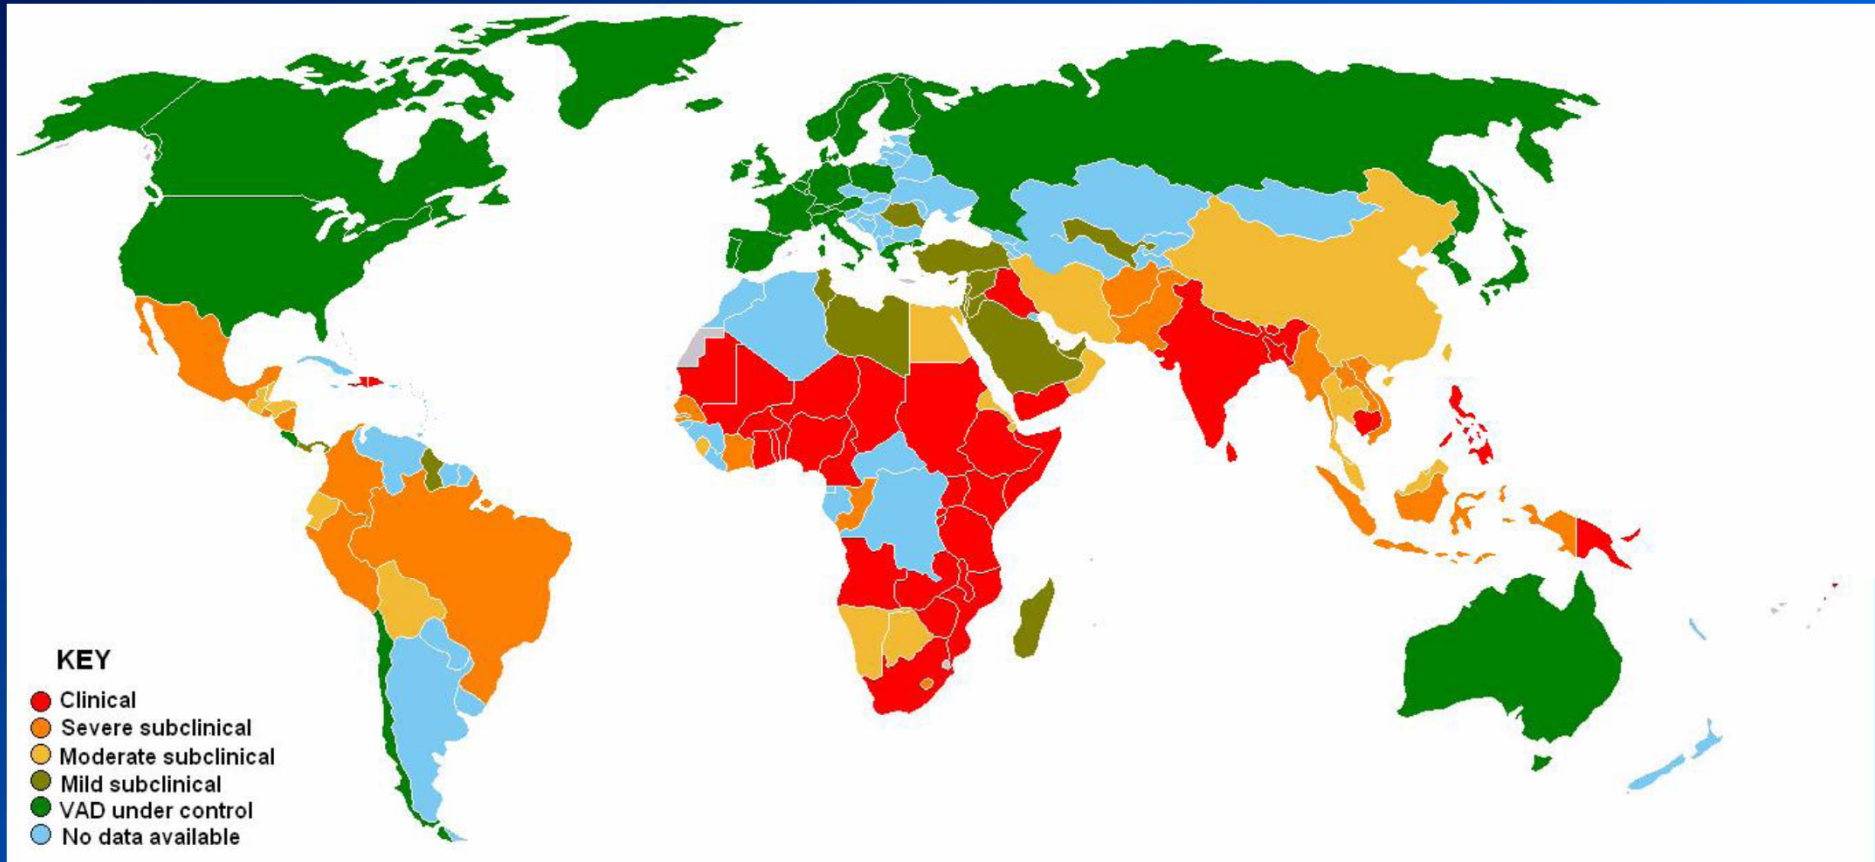 KEY
Clinical
Severe subclinical
Moderate subclinical
Mild subclinical
VAD under control
No data available